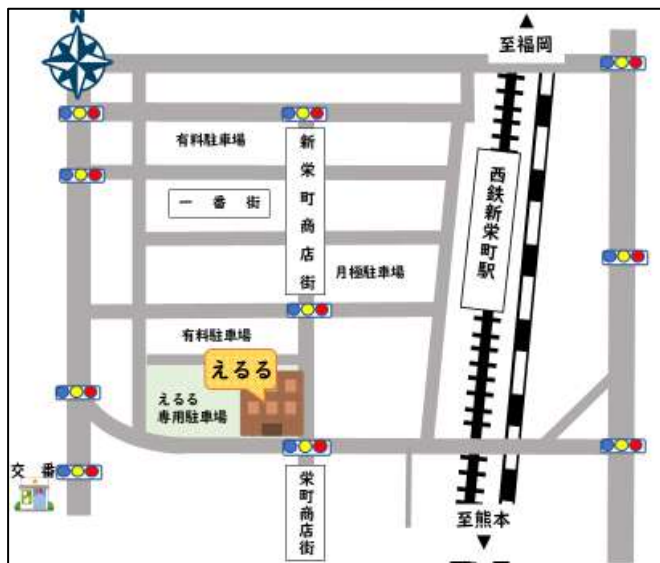 N
▲
至福岡
有料駐車場
新栄町商店街
一番街
西鉄新栄町駅
月極駐車場
有料駐車場
えるる
えるる
専用駐車場
交番
栄町商店街
至熊本
▼